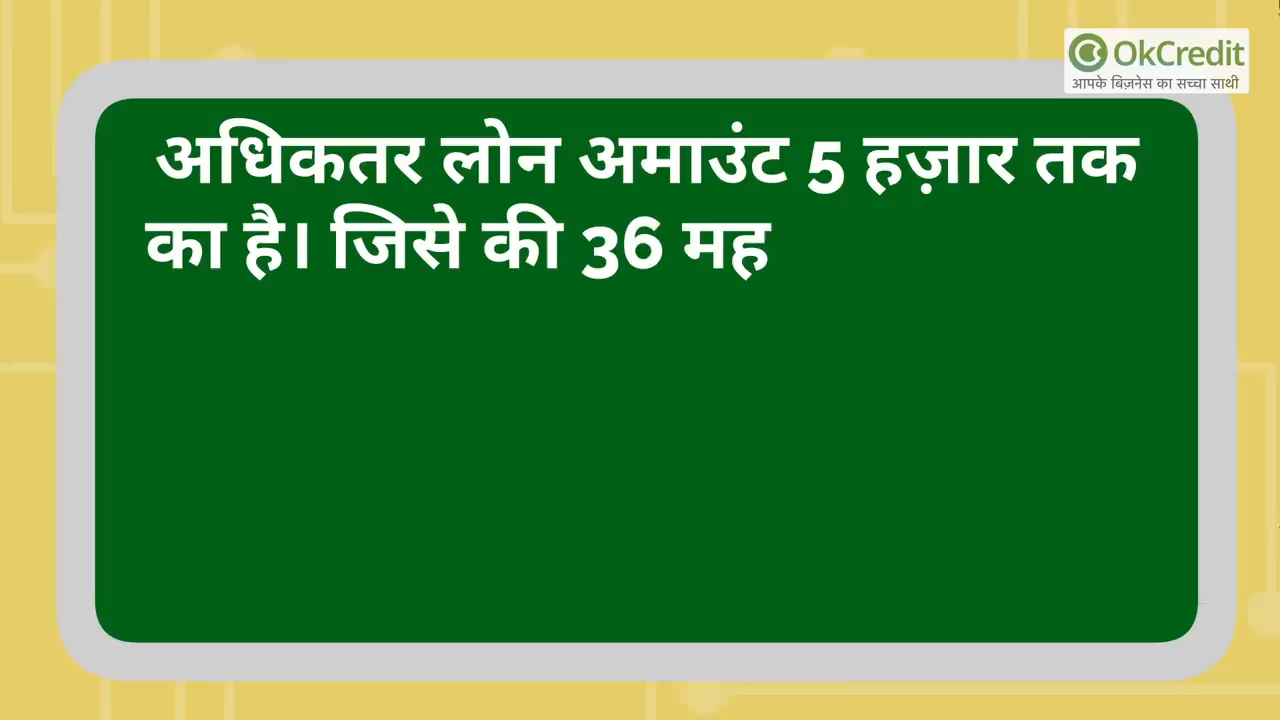 OkCredit
आपके बिज़नेस का सच्चा साथी
अधिकतर लोन अमाउंट 5 हज़ार तक
का है। जिसे की 36 मह